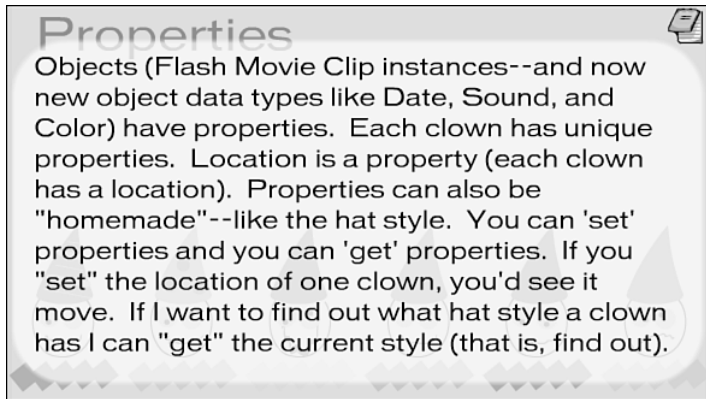 Properties
Objects (Flash Movie Clip instances--and now
new object data types like Date, Sound, and
Color) have properties.  Each clown has unique
properties.  Location is a property (each clown
has a location).  Properties can also be
"homemade"--like the hat style.  You can 'set'
properties and you can 'get' properties.  If you
"set" the location of one clown, you'd see it
move.  If I want to find out what hat style a clown
has I can "get" the current style (that is, find out).